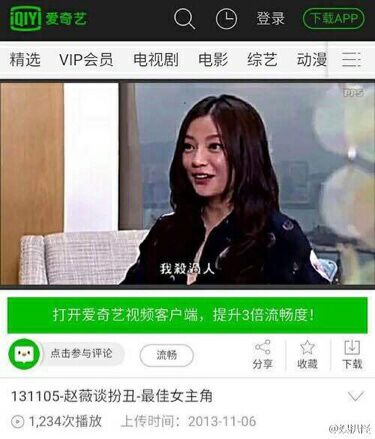 iQIYI 爱奇艺 登录 下载APP
精选 VIP会员 电视剧 电影 综艺 动漫
PPS
我殺過人
打开爱奇艺视频客户端，提升3倍流畅度！
点击参与评论 流畅 分享 收藏 下载
131105-赵薇谈扮丑-最佳女主角
1,234次播放 上传时间：2013-11-06